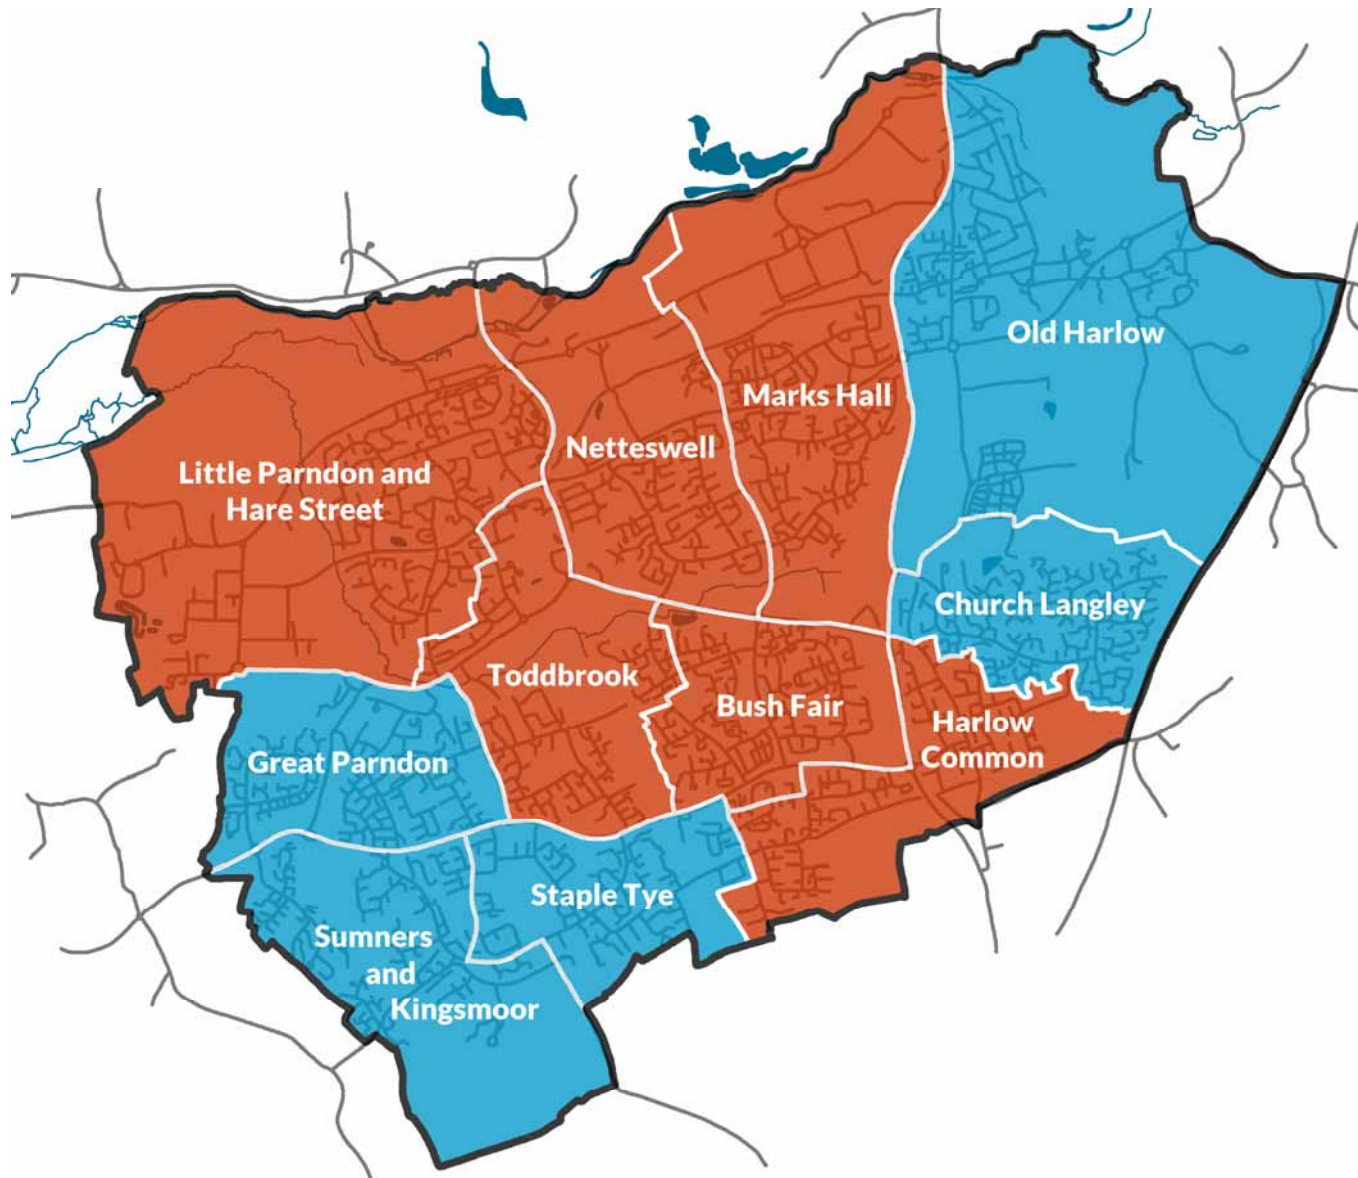 Old Harlow
Marks Hall
Netteswell
Little Parndon and
Hare Street
Church Langley
Toddbrook
Bush Fair
Harlow
Common
Great Parndon
Staple Tye
Sumners
and
Kingsmoor